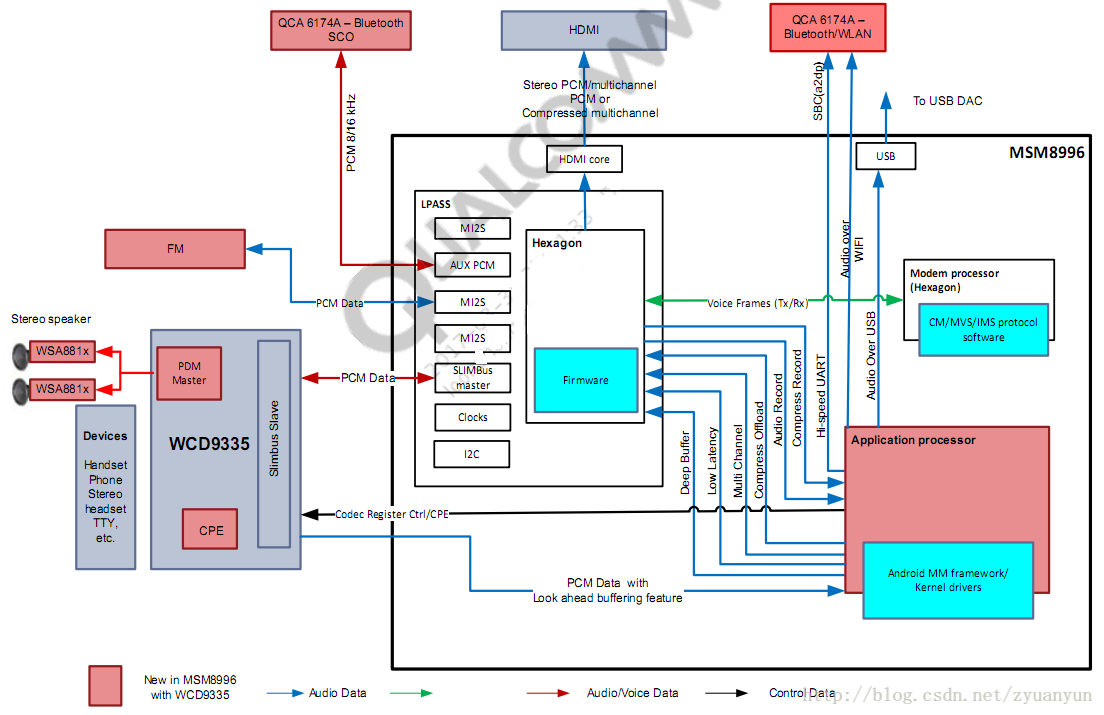 QCA 6174A – Bluetooth
SCO
HDMI
QCA 6174A –
Bluetooth/WLAN
Stereo PCM/multichannel
PCM or
Compressed multichannel
PCM 8/16 kHz
SBC(a2dp)
To USB DAC
QUALCOMM
MSM8996
HDMI core
USB
LPASS
MI2S
AUX PCM
MI2S
MI2S
SLIMBus
master
Clocks
I2C
Hexagon
Firmware
Audio over
WIFI
Modem processor
(Hexagon)
CM/MVS/IMS protocol
software
Voice Frames (Tx/Rx)
FM
PCM Data
Stereo speaker
WSA881x
WSA881x
PDM
Master
WCD9335
Slimbus Slave
CPE
PCM Data
Devices
Handset
Phone
Stereo
headset
TTY,
etc.
Deep Buffer
Low Latency
Multi Channel
Compress Offload
Audio Record
Compress Record
Hi-speed UART
Audio Over USB
Application processor
Codec Register Ctrl/CPE
Android MM framework/
Kernel drivers
PCM Data with
Look ahead buffering feature
New in MSM8996
with WCD9335
Audio Data
Audio/Voice Data
Control Data
http://blog.csdn.net/zyuanyun